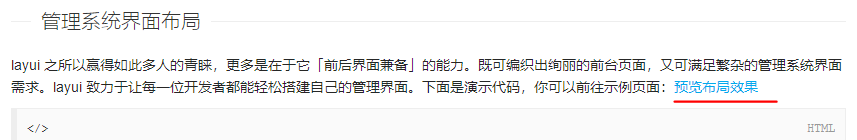 管理系统界面布局
layui 之所以赢得如此多人的青睐，更多是在于它「前后界面兼备」的能力。既可编织出绚丽的前台页面，又可满足繁杂的管理系统界面
需求。layui 致力于让每一位开发者都能轻松搭建自己的管理界面。下面是演示代码，你可以前往示例页面：预览布局效果
</> HTML